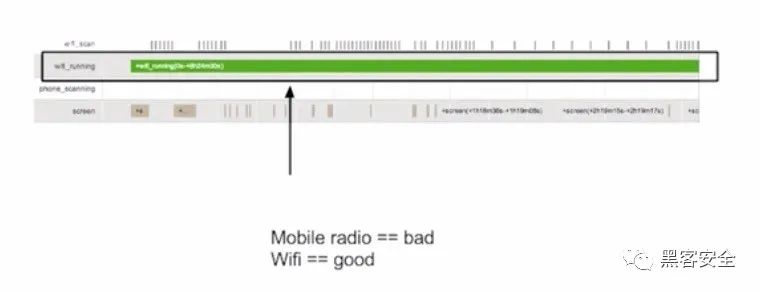 wifi_scan
wifi_running +wifi_running(0s-+8h24m30s)
phone_scanning
screen +s +... +screen(+1h18m36s-+1h19m08s) +screen(+2h19m15s-+2h19m17s) +sc
Mobile radio == bad
Wifi == good
黑客安全